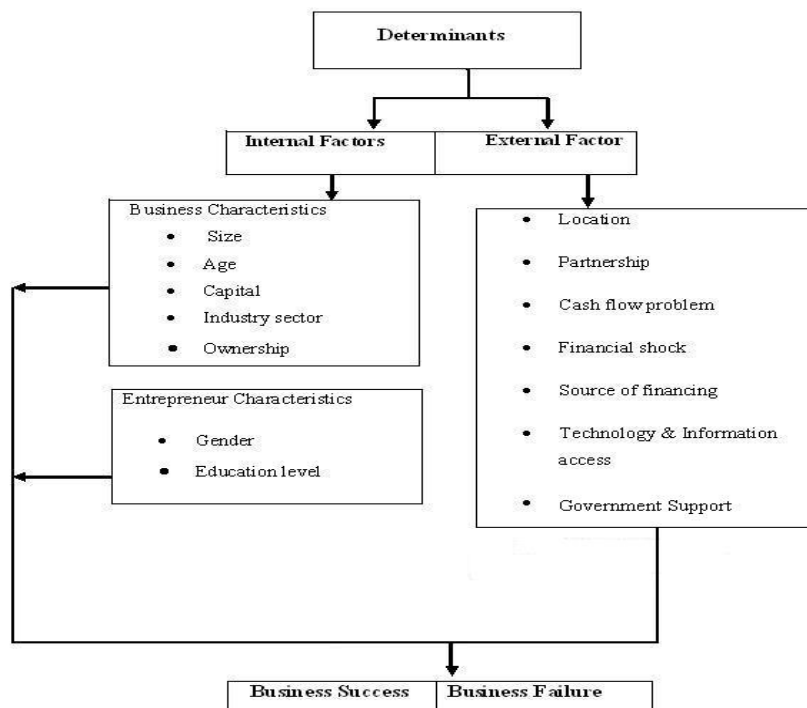 Determinants
Internal Factors
External Factor
Business Characteristics
• Size
• Age
• Capital
• Industry sector
• Ownership
Entrepreneur Characteristics
• Gender
• Education level
• Location
• Partnership
• Cash flow problem
• Financial shock
• Source of financing
• Technology & Information
access
• Government Support
Business Success
Business Failure